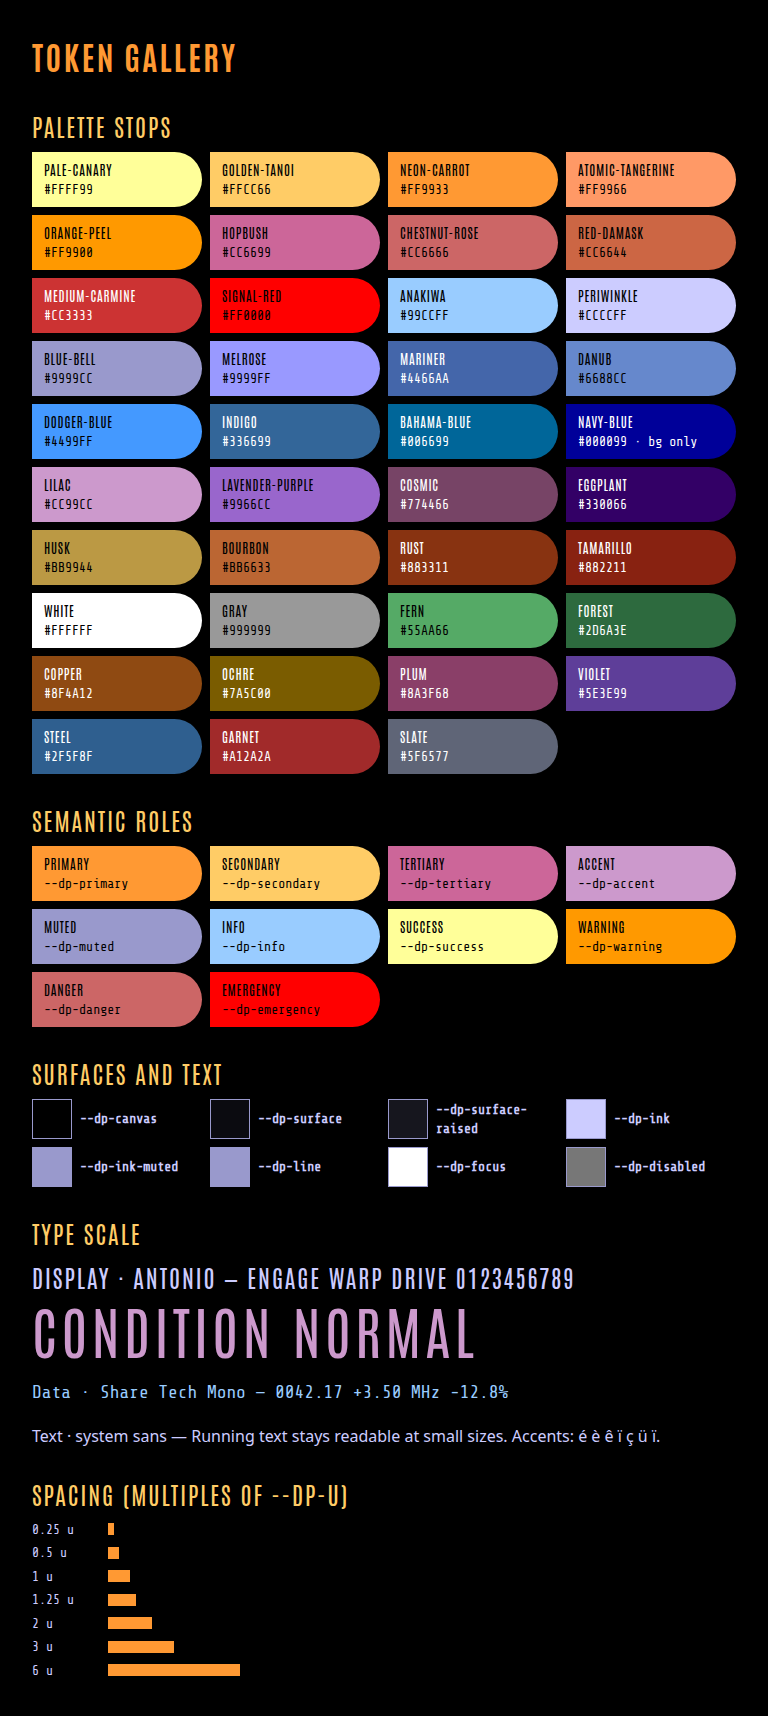 TOKEN GALLERY
PALETTE STOPS
PALE-CANARY
#FFFF99
GOLDEN-TANOI
#FFCC66
NEON-CARROT
#FF9933
ATOMIC-TANGERINE
#FF9966
ORANGE-PEEL
#FF9900
HOPBUSH
#CC6699
CHESTNUT-ROSE
#CC6666
RED-DAMASK
#CC6644
MEDIUM-CARMINE
#CC3333
SIGNAL-RED
#FF0000
ANAKIWA
#99CCFF
PERIWINKLE
#CCCCFF
BLUE-BELL
#9999CC
MELROSE
#9999FF
MARINER
#4466AA
DANUB
#6688CC
DODGER-BLUE
#4499FF
INDIGO
#336699
BAHAMA-BLUE
#006699
NAVY-BLUE
#000099 · bg only
LILAC
#CC99CC
LAVENDER-PURPLE
#9966CC
COSMIC
#774466
EGGPLANT
#330066
HUSK
#BB9944
BOURBON
#BB6633
RUST
#883311
TAMARILLO
#882211
WHITE
#FFFFFF
GRAY
#999999
FERN
#55AA66
FOREST
#2D6A3E
COPPER
#8F4A12
OCHRE
#7A5C00
PLUM
#8A3F68
VIOLET
#5E3E99
STEEL
#2F5F8F
GARNET
#A12A2A
SLATE
#5F6577
SEMANTIC ROLES
PRIMARY
--dp-primary
SECONDARY
--dp-secondary
TERTIARY
--dp-tertiary
ACCENT
--dp-accent
MUTED
--dp-muted
INFO
--dp-info
SUCCESS
--dp-success
WARNING
--dp-warning
DANGER
--dp-danger
EMERGENCY
--dp-emergency
SURFACES AND TEXT
--dp-canvas
--dp-surface
--dp-surface-
raised
--dp-ink
--dp-ink-muted
--dp-line
--dp-focus
--dp-disabled
TYPE SCALE
DISPLAY · ANTONIO — ENGAGE WARP DRIVE 0123456789
CONDITION NORMAL
Data · Share Tech Mono — 0042.17 +3.50 MHz −12.8%
Text · system sans — Running text stays readable at small sizes. Accents: é è ê ï ç ü ï.
SPACING (MULTIPLES OF --DP-U)
0.25 u
0.5 u
1 u
1.25 u
2 u
3 u
6 u